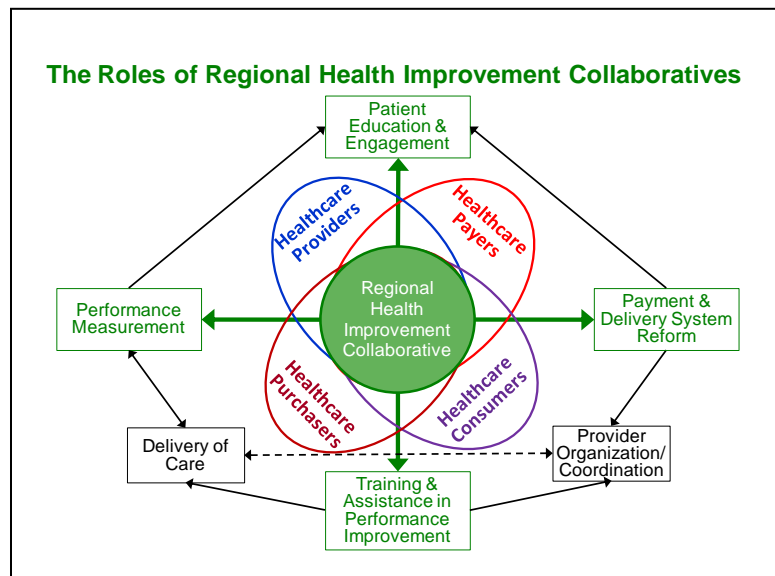 The Roles of Regional Health Improvement Collaboratives
Patient
Education &
Engagement
Healthcare
Providers
Healthcare
Payers
Performance
Measurement
Regional
Health
Improvement
Collaborative
Payment &
Delivery System
Reform
Healthcare
Purchasers
Healthcare
Consumers
Delivery of
Care
Provider
Organization/
Coordination
Training &
Assistance in
Performance
Improvement